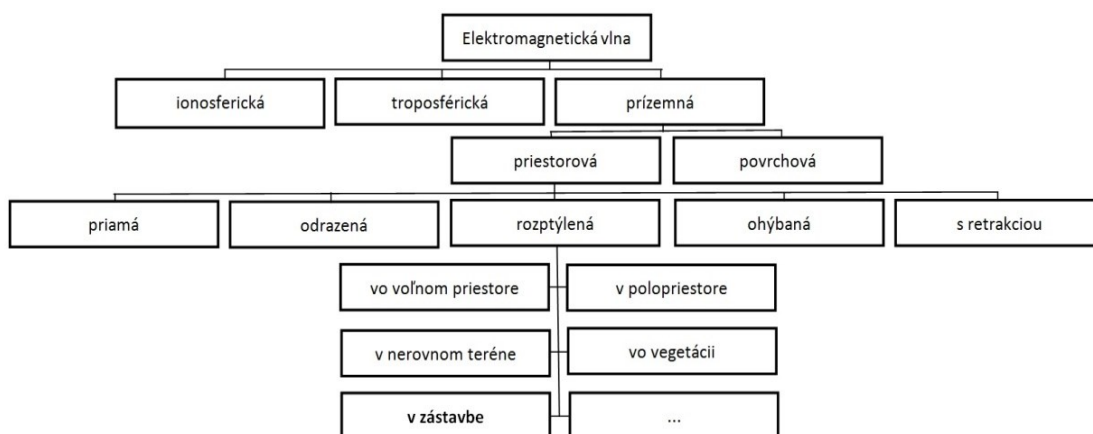 Elektromagnetická vlna
ionosferická
troposférická
prízemná
priestorová
povrchová
priamá
odrazená
rozptýlená
ohýbaná
s retrakciou
vo voľnom priestore
v polopriestore
v nerovnom teréne
vo vegetácii
v zástavbe
...